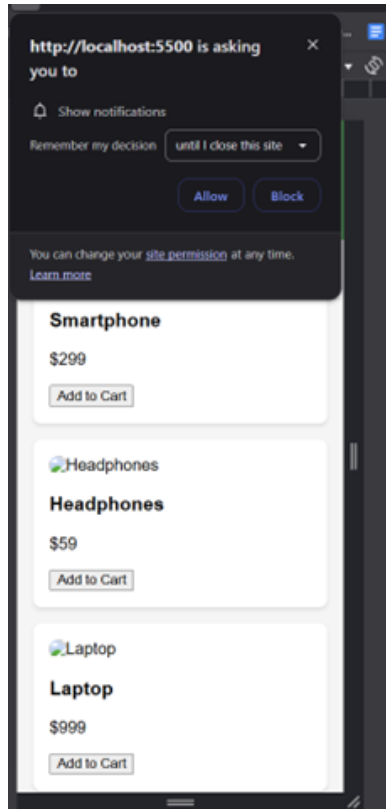 http://localhost:5500 is asking
you to
Show notifications
Remember my decision until I close this site
Allow Block
You can change your site permission at any time.
Learn more
Smartphone
$299
Add to Cart
Headphones
Headphones
$59
Add to Cart
Laptop
Laptop
$999
Add to Cart